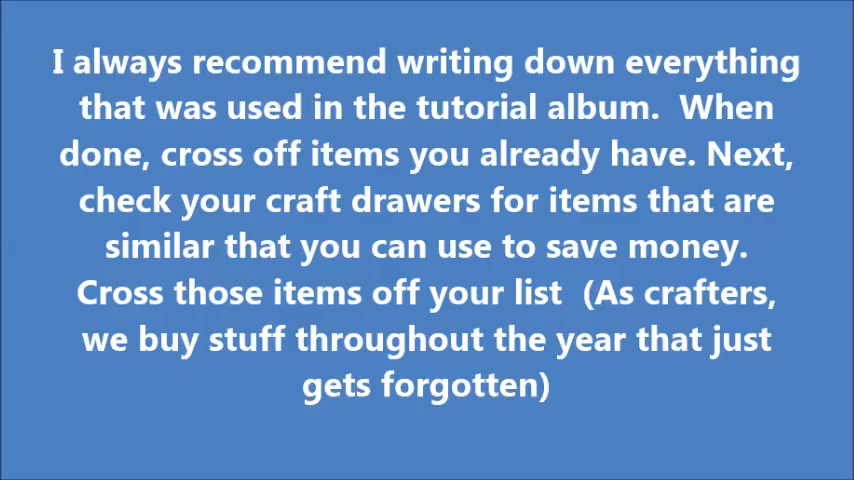 I always recommend writing down everything
that was used in the tutorial album.  When
done, cross off items you already have. Next,
check your craft drawers for items that are
similar that you can use to save money.
Cross those items off your list  (As crafters,
we buy stuff throughout the year that just
gets forgotten)